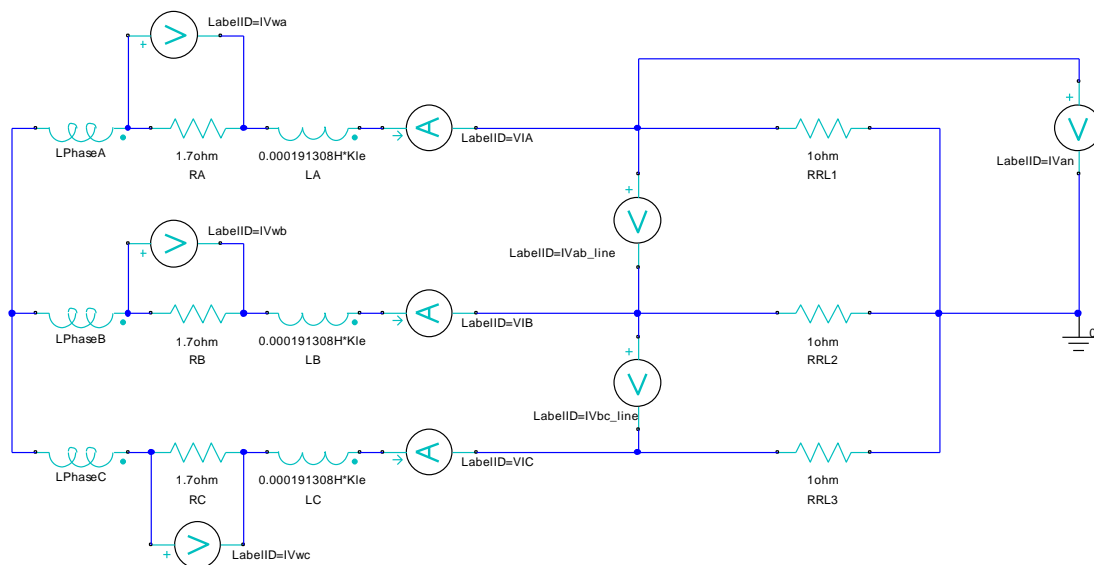 LabelID=IVwa
+
LPhaseA
1.7ohm
RA
0.000191308H*Kle
LA
A
LabelID=VIA
1ohm
RRL1
+
V
LabelID=IVan
+
V
LabelID=IVab_line
LabelID=IVwb
+
V
LPhaseB
1.7ohm
RB
0.000191308H*Kle
LB
A
LabelID=VIB
1ohm
RRL2
0
+
V
LabelID=IVbc_line
LPhaseC
1.7ohm
RC
0.000191308H*Kle
LC
A
LabelID=VIC
1ohm
RRL3
+
V
LabelID=IVwc